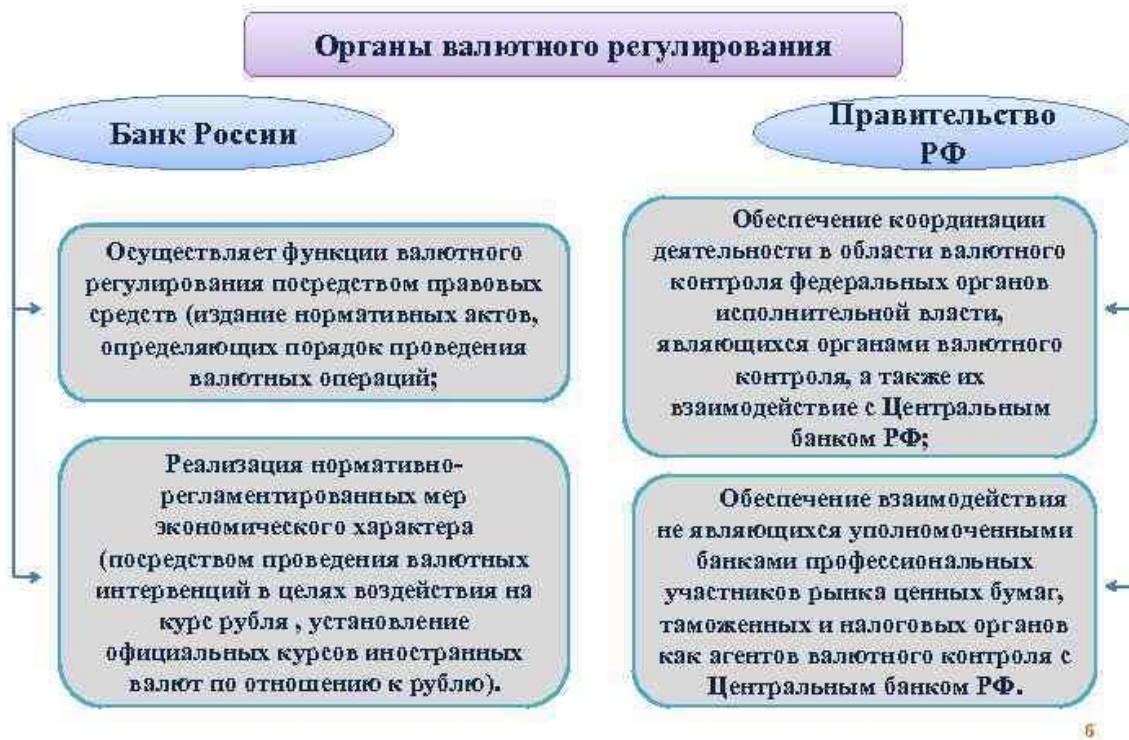 Органы валютного регулирования
Банк России
Осуществляет функции валютного
регулирования посредством правовых
средств (издание нормативных актов,
определяющих порядок проведения
валютных операций;
Реализация нормативно-
регламентированных мер
экономического характера
(посредством проведения валютных
интервенций в целях воздействия на
курс рубля , установление
официальных курсов иностранных
валют по отношению к рублю).
Правительство
РФ
Обеспечение координации
деятельности в области валютного
контроля федеральных органов
исполнительной власти,
являющихся органами валютного
контроля, а также их
взаимодействие с Центральным
банком РФ;
Обеспечение взаимодействия
не являющихся уполномоченными
банками профессиональных
участников рынка ценных бумаг,
таможенных и налоговых органов
как агентов валютного контроля с
Центральным банком РФ.
6